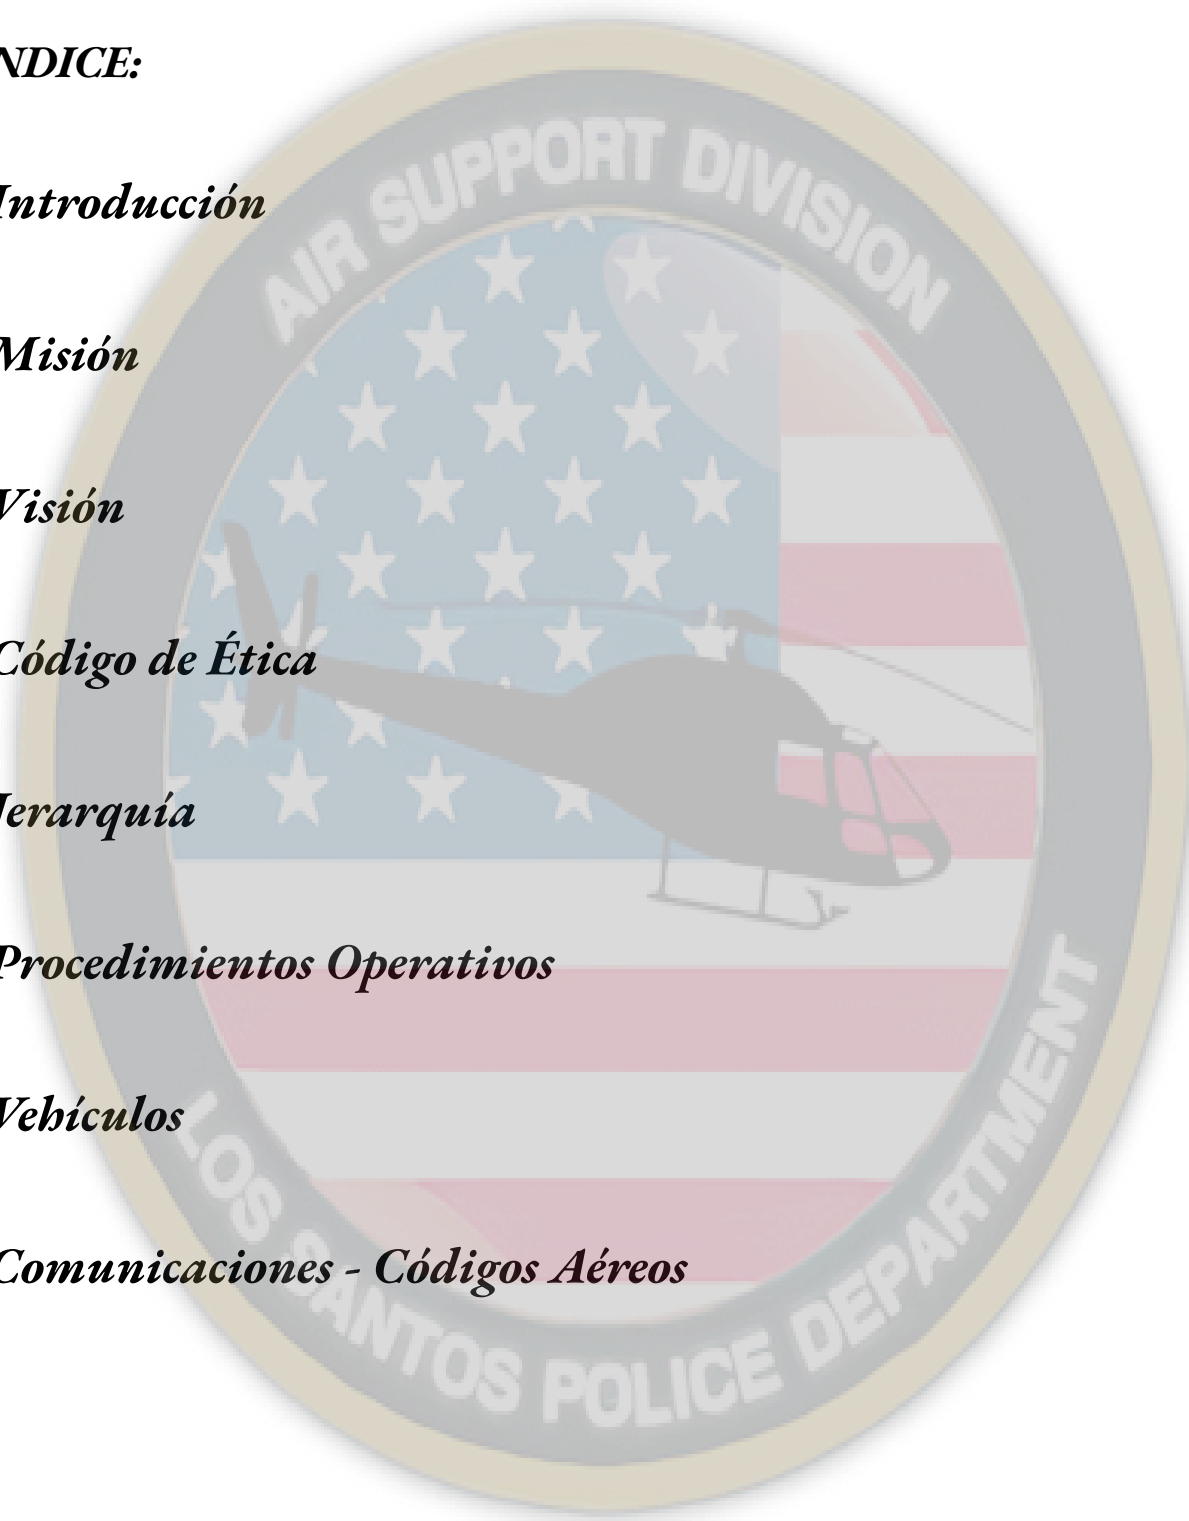 NDICE:
AIR SUPPORT DIVISION
Introducción
Misión
Visión
Código de Ética
Jerarquía
Procedimientos Operativos
Vehículos
Comunicaciones - Códigos Aéreos
LOS SANTOS POLICE DEPARTMENT